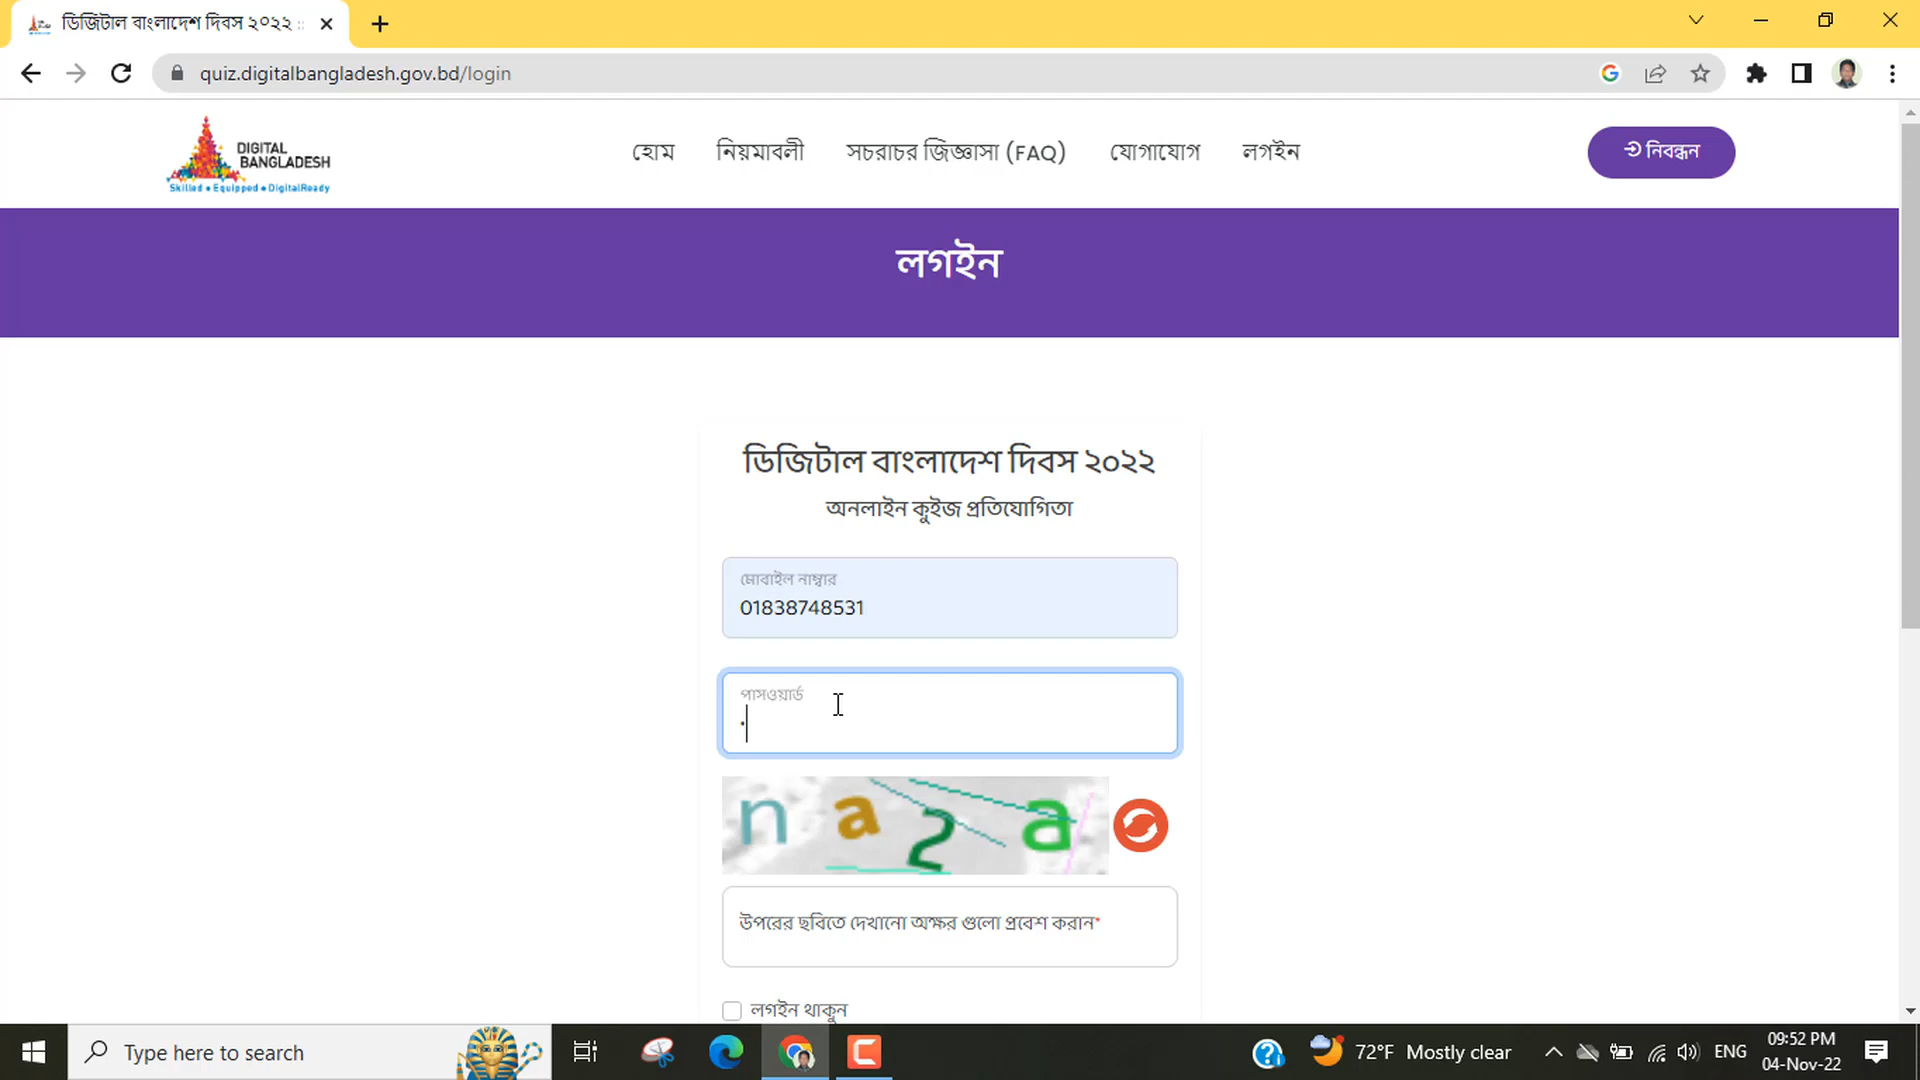 ডিজিটাল বাংলাদেশ দিবস ২০২২ ::
quiz.digitalbangladesh.gov.bd/login
DIGITAL
BANGLADESH
Skilled • Equipped • DigitalReady
হোম নিয়মাবলী সচরাচর জিজ্ঞাসা (FAQ) যোগাযোগ লগইন
নিবন্ধন
লগইন
ডিজিটাল বাংলাদেশ দিবস ২০২২
অনলাইন কুইজ প্রতিযোগিতা
মোবাইল নাম্বার
01838748531
পাসওয়ার্ড
n a 2 a
উপরের ছবিতে দেখানো অক্ষর গুলো প্রবেশ করান*
লগইন থাকুন
Type here to search
72°F Mostly clear
ENG
09:52 PM
04-Nov-22